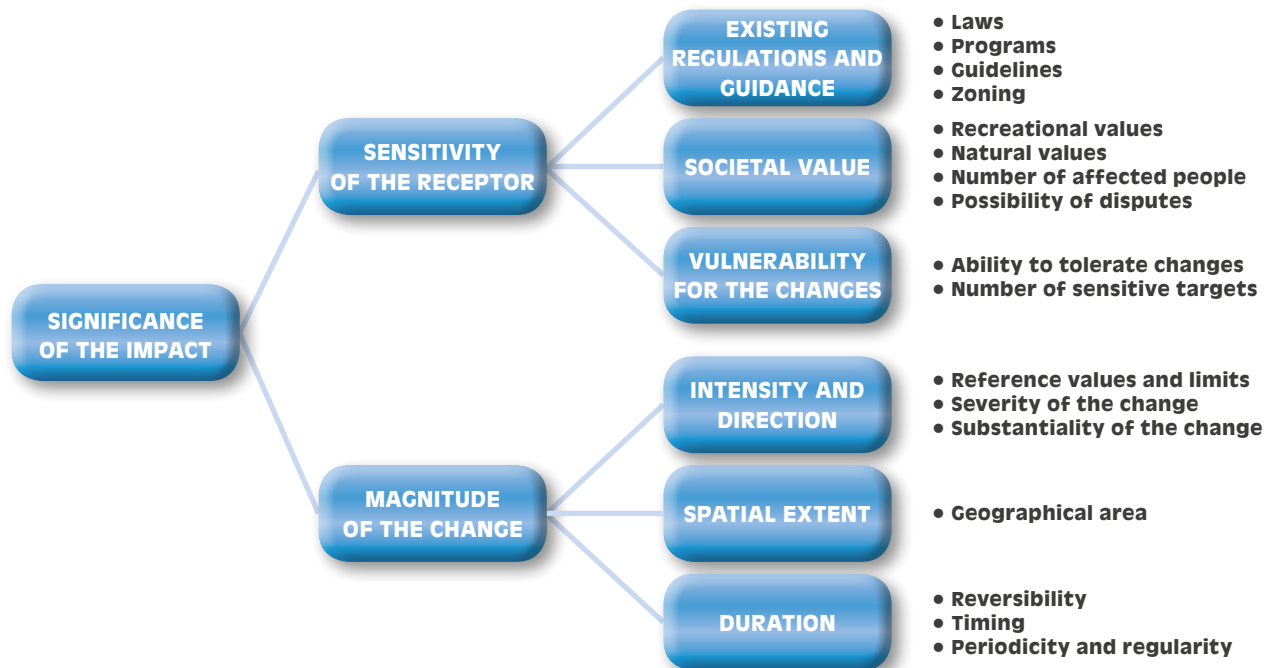 SIGNIFICANCE
OF THE IMPACT
SENSITIVITY
OF THE RECEPTOR
EXISTING
REGULATIONS AND
GUIDANCE
• Laws
• Programs
• Guidelines
• Zoning
SOCIETAL VALUE
• Recreational values
• Natural values
• Number of affected people
• Possibility of disputes
VULNERABILITY
FOR THE CHANGES
• Ability to tolerate changes
• Number of sensitive targets
MAGNITUDE
OF THE CHANGE
INTENSITY AND
DIRECTION
• Reference values and limits
• Severity of the change
• Substantiality of the change
SPATIAL EXTENT
• Geographical area
DURATION
• Reversibility
• Timing
• Periodicity and regularity